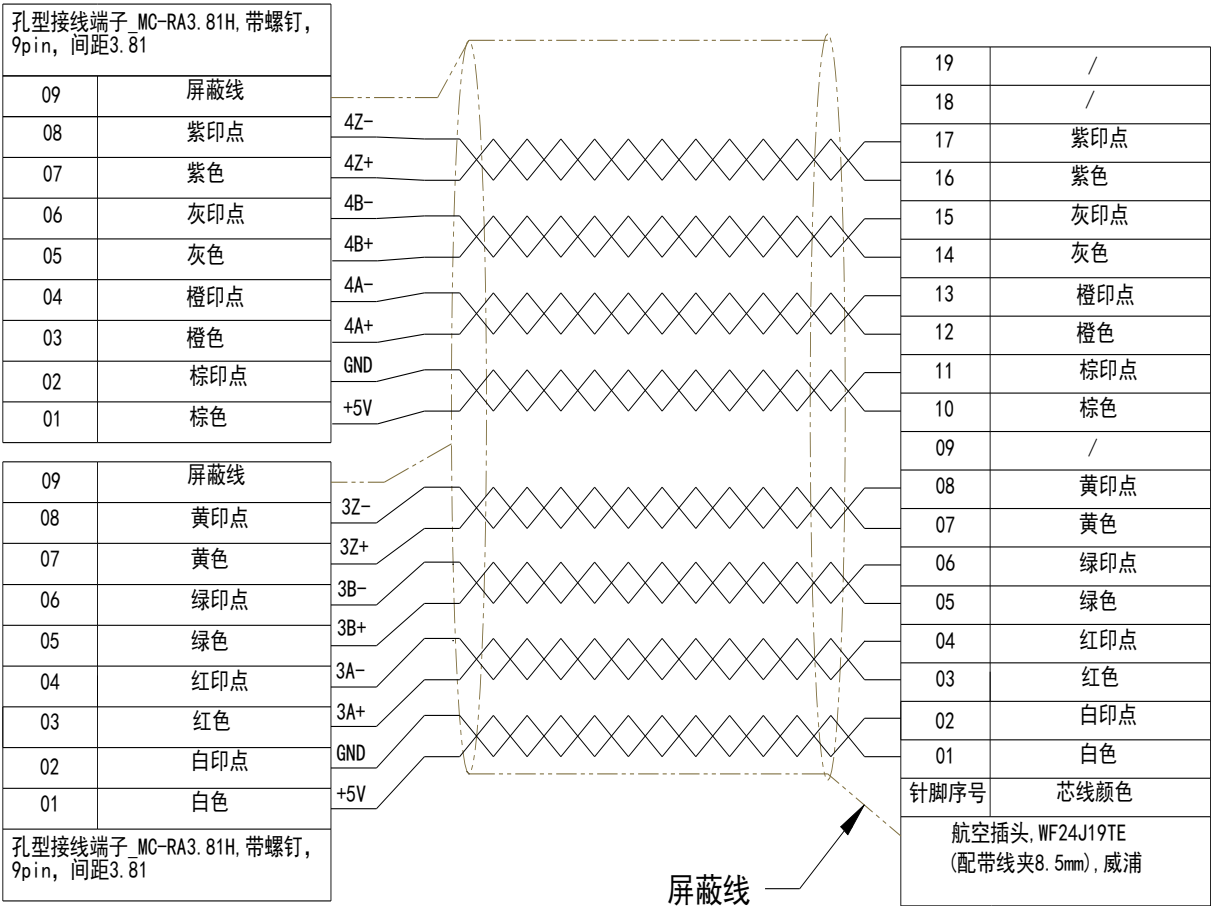 孔型接线端子_MC-RA3.81H,带螺钉,
9pin, 间距3.81
09 屏蔽线
08 紫印点 4Z-
07 紫色 4Z+
06 灰印点 4B-
05 灰色 4B+
04 橙印点 4A-
03 橙色 4A+
02 棕印点 GND
01 棕色 +5V
09 屏蔽线
08 黄印点 3Z-
07 黄色 3Z+
06 绿印点 3B-
05 绿色 3B+
04 红印点 3A-
03 红色 3A+
02 白印点 GND
01 白色 +5V
孔型接线端子_MC-RA3.81H,带螺钉,
9pin, 间距3.81
19 /
18 /
17 紫印点
16 紫色
15 灰印点
14 灰色
13 橙印点
12 橙色
11 棕印点
10 棕色
09 /
08 黄印点
07 黄色
06 绿印点
05 绿色
04 红印点
03 红色
02 白印点
01 白色
针脚序号 芯线颜色
航空插头,WF24J19TE
(配带线夹8.5mm),威浦
屏蔽线